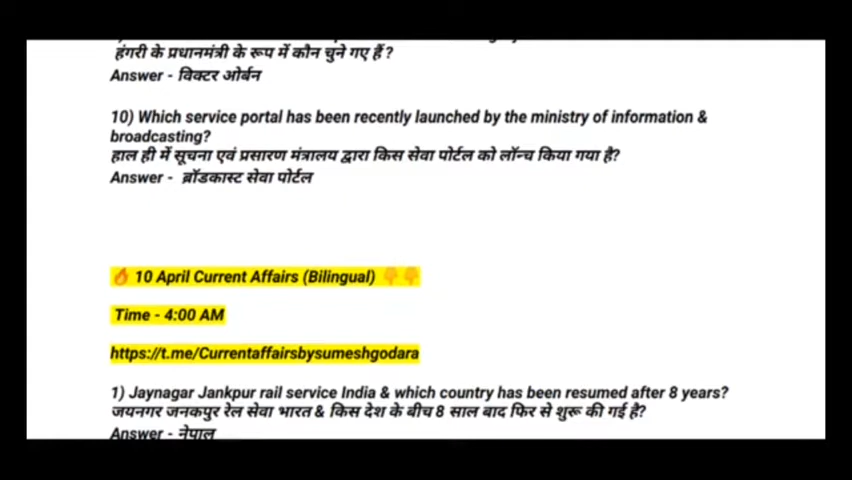 हंगरी के प्रधानमंत्री के रूप में कौन चुने गए हैं ?
Answer - विक्टर ओर्बन
10) Which service portal has been recently launched by the ministry of information &
broadcasting?
हाल ही में सूचना एवं प्रसारण मंत्रालय द्वारा किस सेवा पोर्टल को लॉन्च किया गया है?
Answer - ब्रॉडकास्ट सेवा पोर्टल
🔥 10 April Current Affairs (Bilingual) 👇👇
Time - 4:00 AM
https://t.me/Currentaffairsbysumeshgodara
1) Jaynagar Jankpur rail service India & which country has been resumed after 8 years?
जयनगर जनकपुर रेल सेवा भारत & किस देश के बीच 8 साल बाद फिर से शुरू की गई है?
Answer - नेपाल